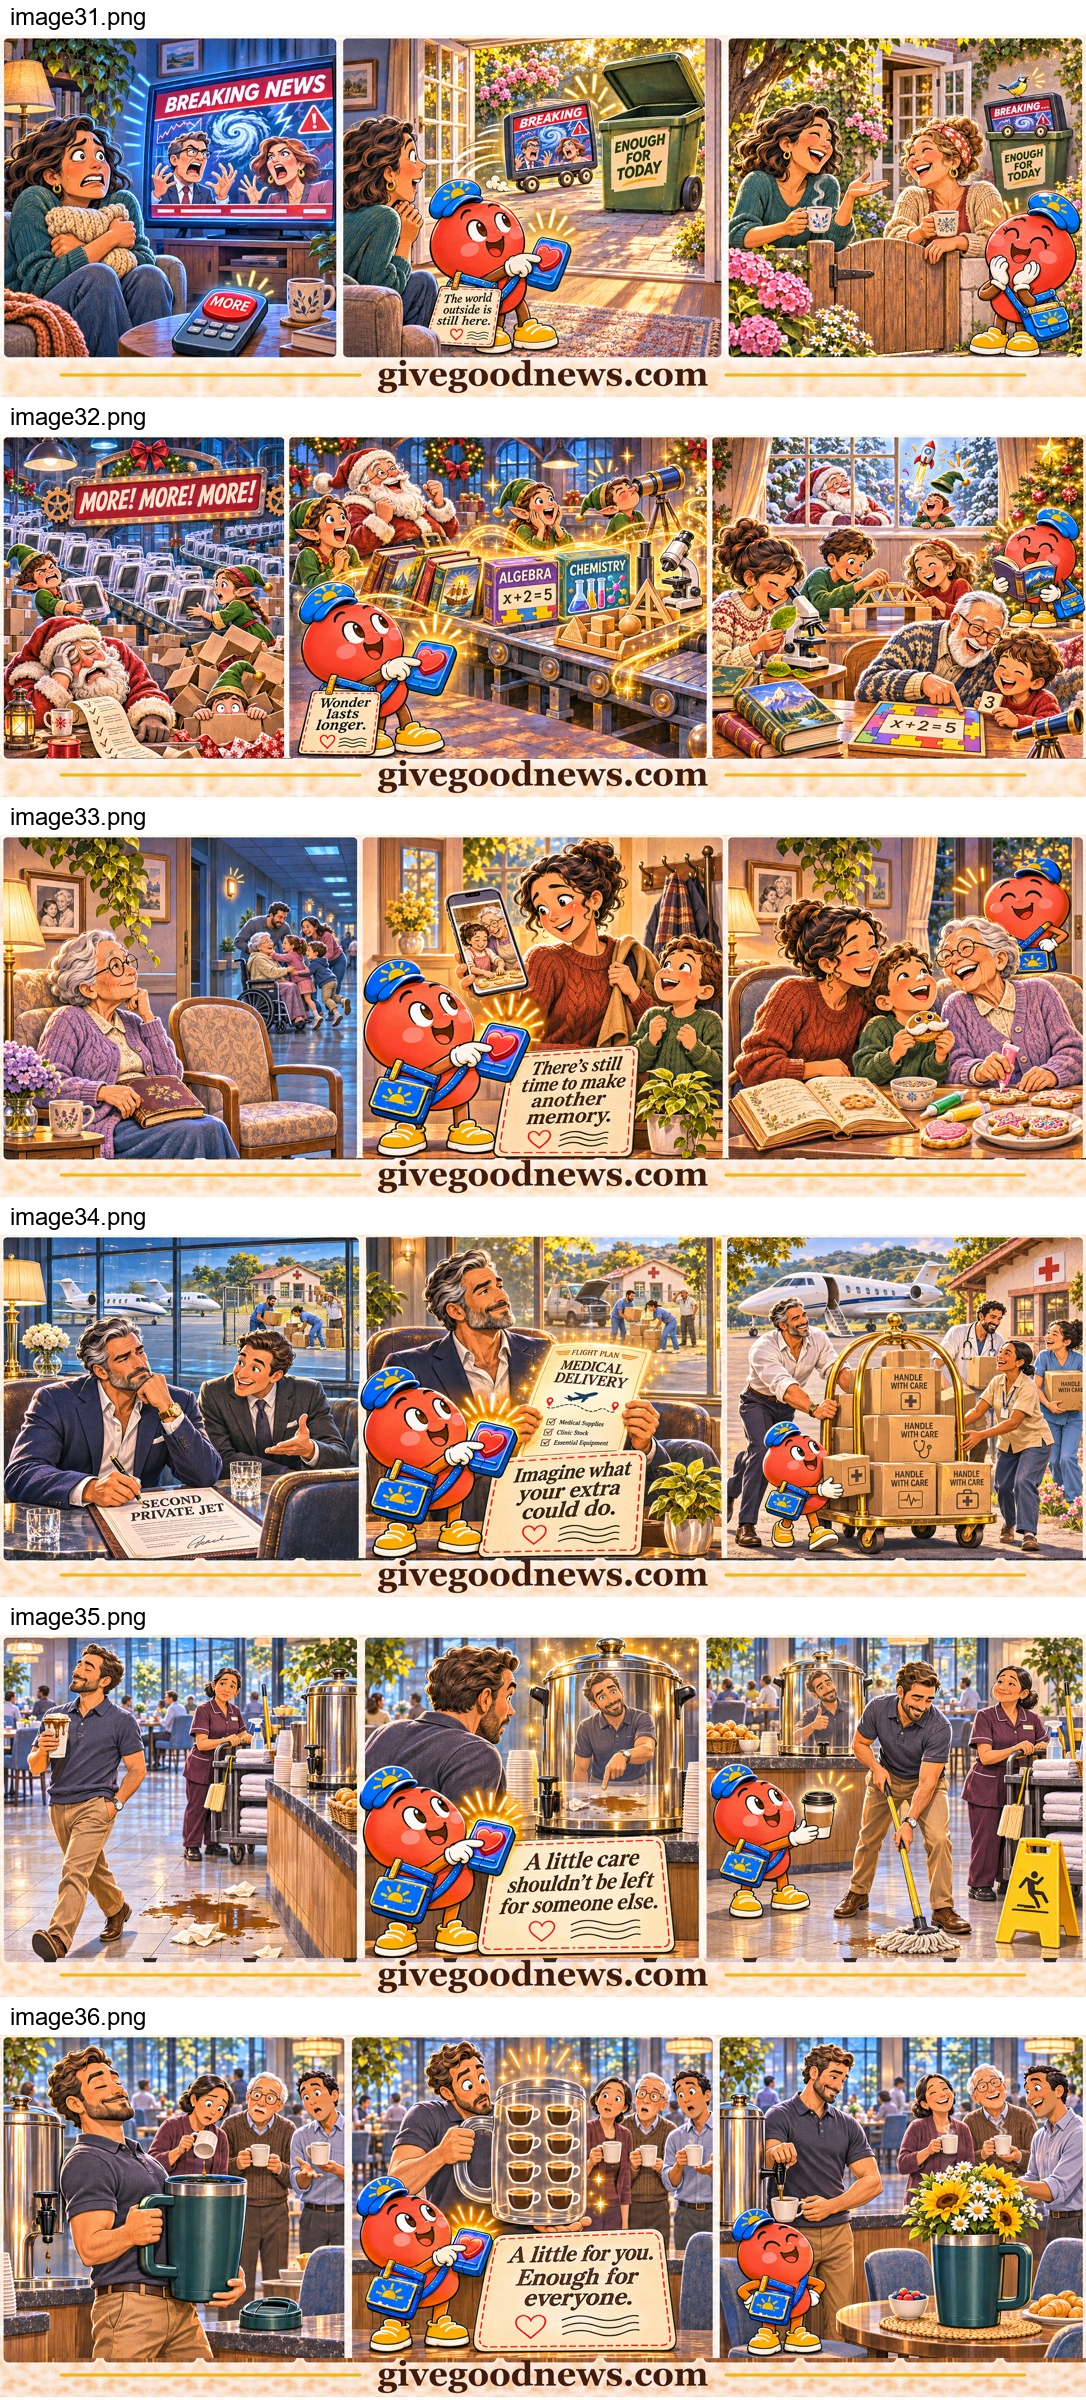 image31.png
BREAKING NEWS
MORE
BREAKING
ENOUGH
FOR
TODAY
The world
outside is
still here.
BREAKING...
ENOUGH
FOR
TODAY
givegoodnews.com
image32.png
MORE! MORE! MORE!
ALGEBRA
x+2=5
CHEMISTRY
Wonder
lasts
longer.
3
x+2=5
givegoodnews.com
image33.png
There's still
time to make
another
memory.
givegoodnews.com
image34.png
SECOND
PRIVATE JET
FLIGHT PLAN
MEDICAL
DELIVERY
Medical Supplies
Clinic Stock
Essential Equipment
Imagine what
your extra
could do.
HANDLE
WITH CARE
HANDLE
WITH CARE
HANDLE
WITH CARE
HANDLE
WITH CARE
HANDLE
WITH CARE
givegoodnews.com
image35.png
A little care
shouldn't be left
for someone else.
givegoodnews.com
image36.png
A little for you.
Enough for
everyone.
givegoodnews.com